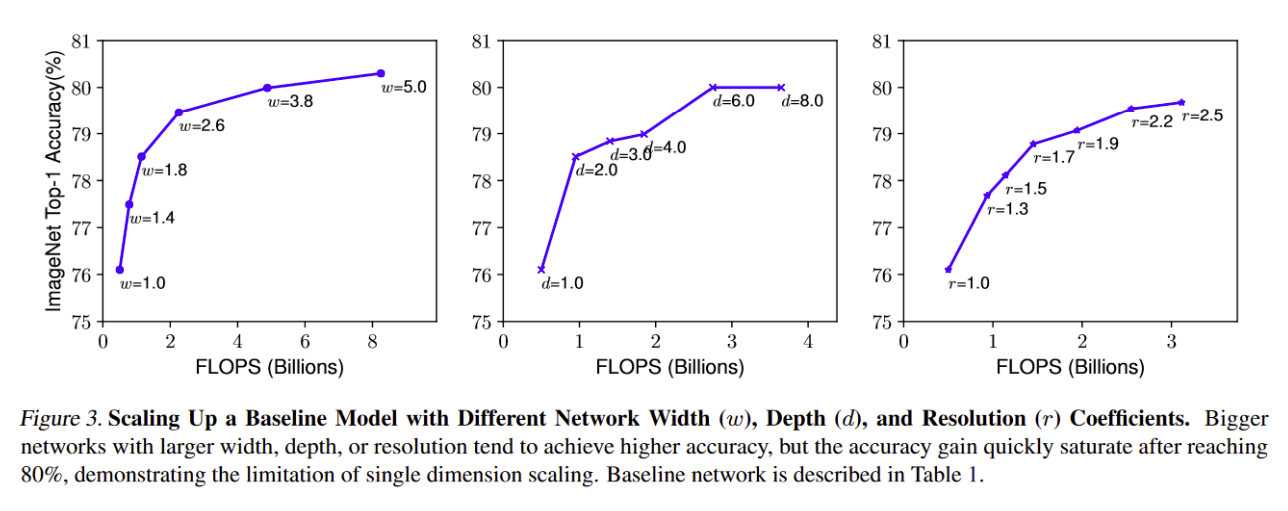 ImageNet Top-1 Accuracy(%)
81
80
79
78
77
76
75
0
2
4
6
8
FLOPS (Billions)
w=1.0
w=1.4
w=1.8
w=2.6
w=3.8
w=5.0
81
80
79
78
77
76
75
0
1
2
3
4
FLOPS (Billions)
d=1.0
d=2.0
d=3.0
d=4.0
d=6.0
d=8.0
81
80
79
78
77
76
75
0
1
2
3
FLOPS (Billions)
r=1.0
r=1.3
r=1.5
r=1.7
r=1.9
r=2.2
r=2.5
Figure 3. Scaling Up a Baseline Model with Different Network Width (w), Depth (d), and Resolution (r) Coefficients. Bigger
networks with larger width, depth, or resolution tend to achieve higher accuracy, but the accuracy gain quickly saturate after reaching
80%, demonstrating the limitation of single dimension scaling. Baseline network is described in Table 1.